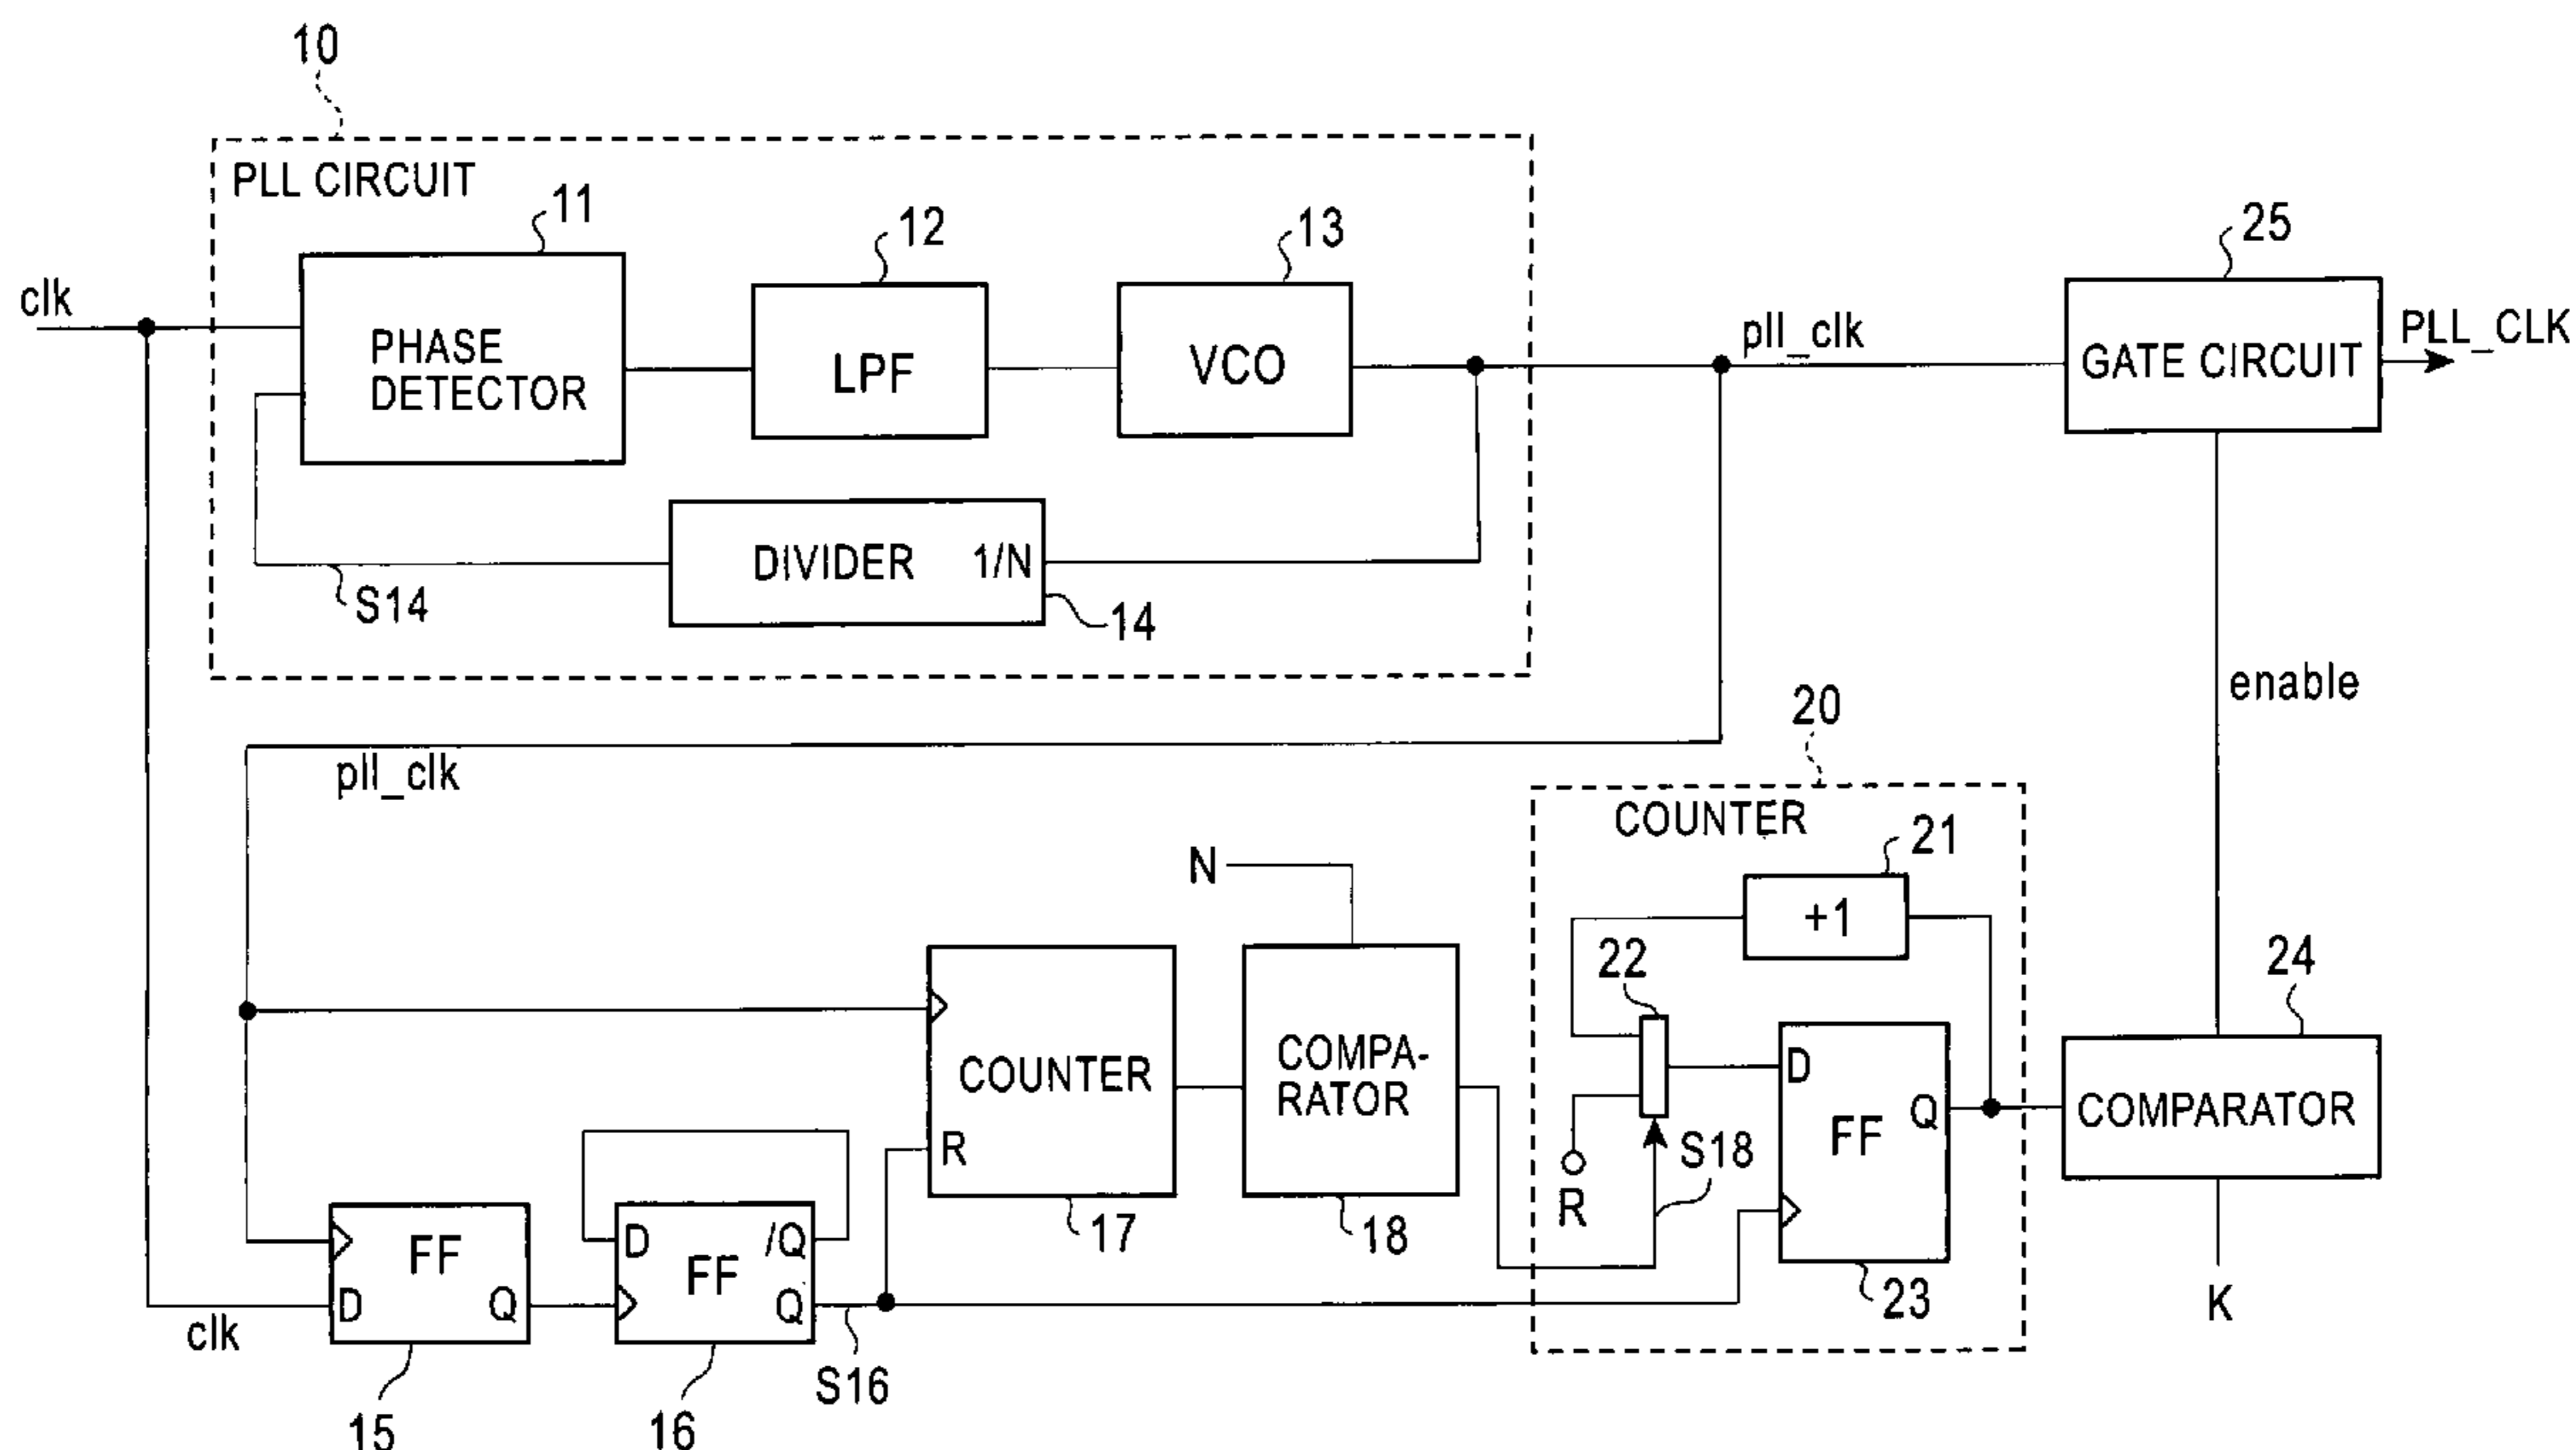 10
PLL CIRCUIT
11
12
13
25
clk
PHASE
DETECTOR
LPF
VCO
pll_clk
GATE CIRCUIT
PLL_CLK
DIVIDER 1/N
S14
14
enable
20
pll_clk
COUNTER
21
N
+1
22
24
COUNTER
COMPA-
RATOR
D
Q
FF
COMPARATOR
R
S18
R
17
18
FF
D
Q
clk
D
/Q
FF
Q
23
K
S16
15
16